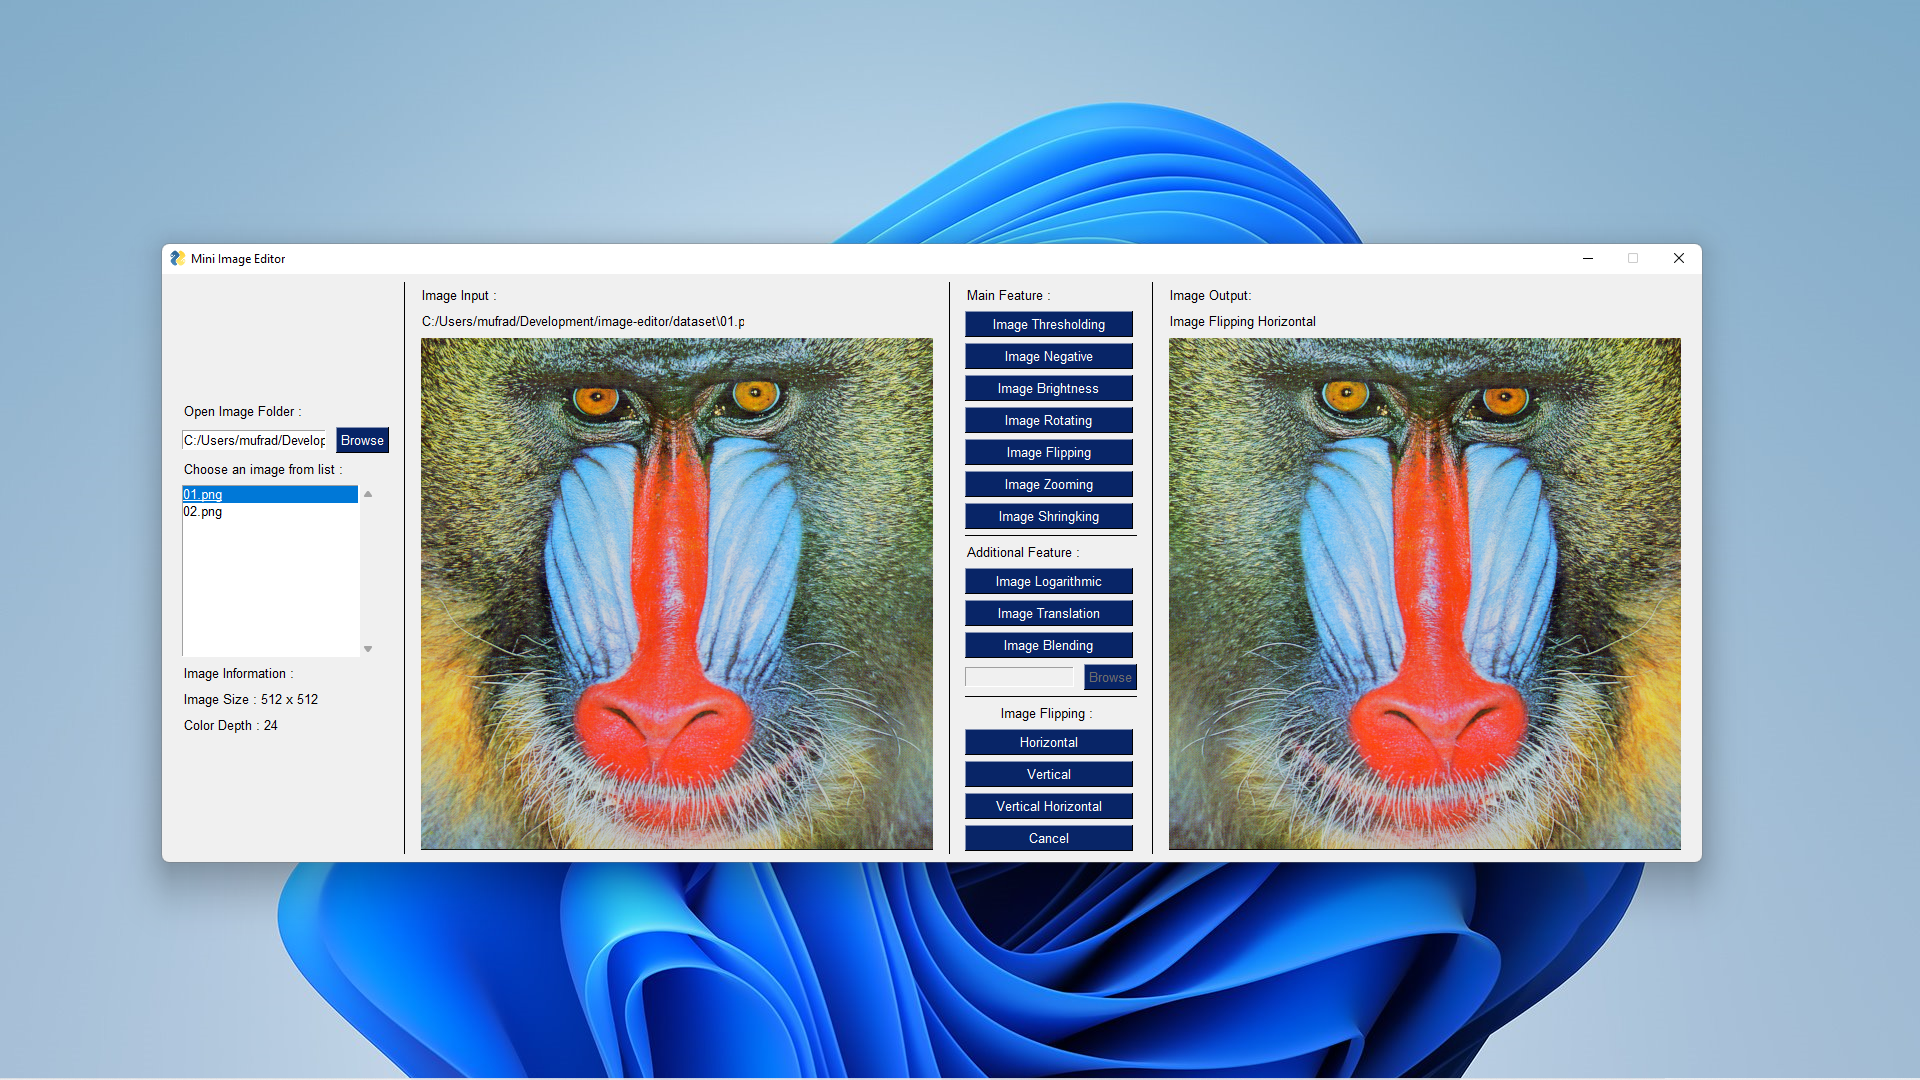 Mini Image Editor
Open Image Folder :
C:/Users/mufrad/Develop
Browse
Choose an image from list :
01.png
02.png
Image Information :
Image Size : 512 x 512
Color Depth : 24
Image Input :
C:/Users/mufrad/Development/image-editor/dataset\01.p
Main Feature :
Image Thresholding
Image Negative
Image Brightness
Image Rotating
Image Flipping
Image Zooming
Image Shringking
Additional Feature :
Image Logarithmic
Image Translation
Image Blending
Browse
Image Flipping :
Horizontal
Vertical
Vertical Horizontal
Cancel
Image Output:
Image Flipping Horizontal